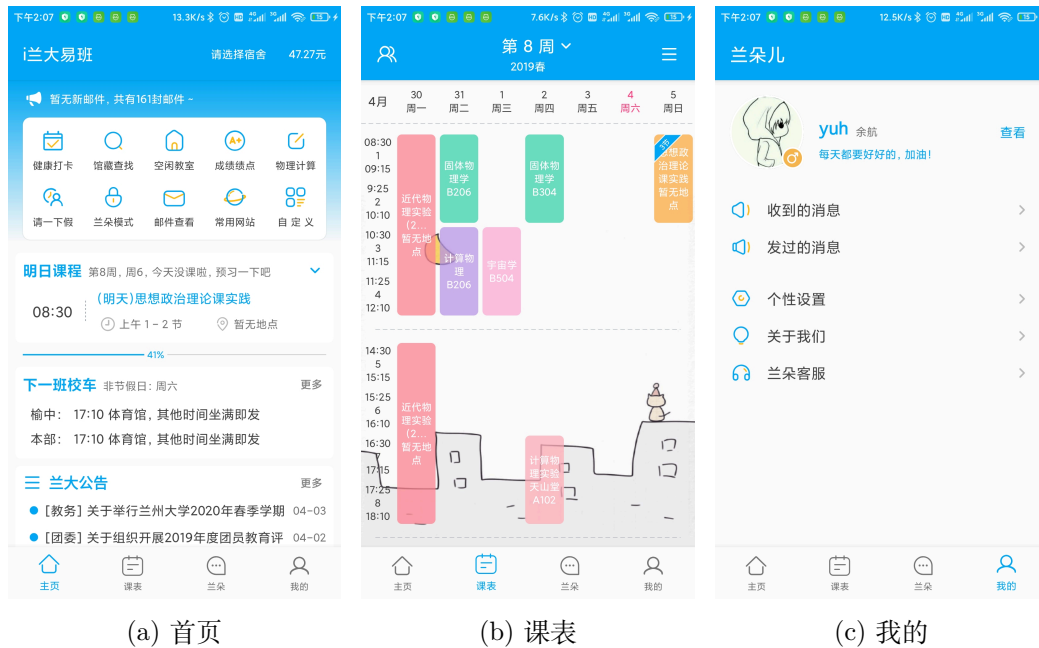 下午2:07
13.3K/s
15
i兰大易班
请选择宿舍
47.27元
暂无新邮件，共有161封邮件 ~
健康打卡
馆藏查找
空闲教室
成绩绩点
物理计算
请一下假
兰朵模式
邮件查看
常用网站
自 定 义
明日课程 第8周, 周6, 今天没课啦, 预习一下吧
08:30
(明天)思想政治理论课实践
上午 1 - 2 节
暂无地点
41%
下一班校车 非节假日: 周六
更多
榆中: 17:10 体育馆, 其他时间坐满即发
本部: 17:10 体育馆, 其他时间坐满即发
兰大公告
更多
[教务] 关于举行兰州大学2020年春季学期 04-03
[团委] 关于组织开展2019年度团员教育评 04-02
主页
课表
兰朵
我的
(a) 首页
下午2:07
7.6K/s
15
第 8 周
2019春
4月
30
周一
31
周二
1
周三
2
周四
3
周五
4
周六
5
周日
08:30
1
09:15
9:25
2
10:10
10:30
3
11:15
11:25
4
12:10
14:30
5
15:15
15:25
6
16:10
16:30
7
17:15
17:25
8
18:10
近代物
理实验
(2...
暂无地
点
固体物
理学
B206
计算物
理
B206
宇宙学
B504
固体物
理学
B304
思想政
治理论
课实践
暂无地
点
近代物
理实验
(2...
暂无地
点
计算物
理实验
天山堂
A102
主页
课表
兰朵
我的
(b) 课表
下午2:07
12.5K/s
15
兰朵儿
yuh 余航
每天都要好好的, 加油!
查看
收到的消息
发过的消息
个性设置
关于我们
兰朵客服
主页
课表
兰朵
我的
(c) 我的